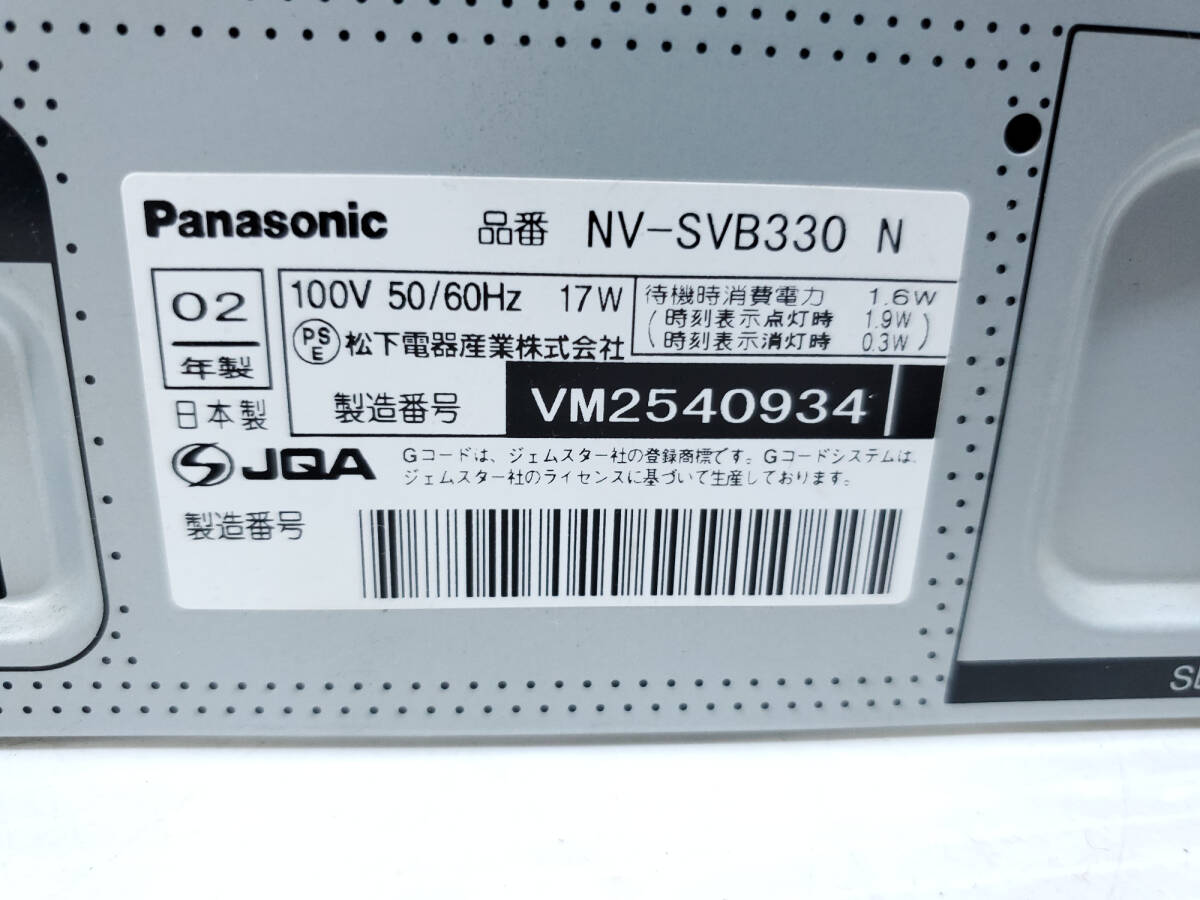 Panasonic 品番 NV-SVB330 N
02
年製
日本製
100V 50/60Hz 17W
PS
E 松下電器産業株式会社
待機時消費電力 1.6W
(時刻表示点灯時 1.9W)
(時刻表示消灯時 0.3W)
製造番号 VM2540934
JQA
Gコードは、ジェムスター社の登録商標です。Gコードシステムは、
ジェムスター社のライセンスに基づいて生産しております。
製造番号